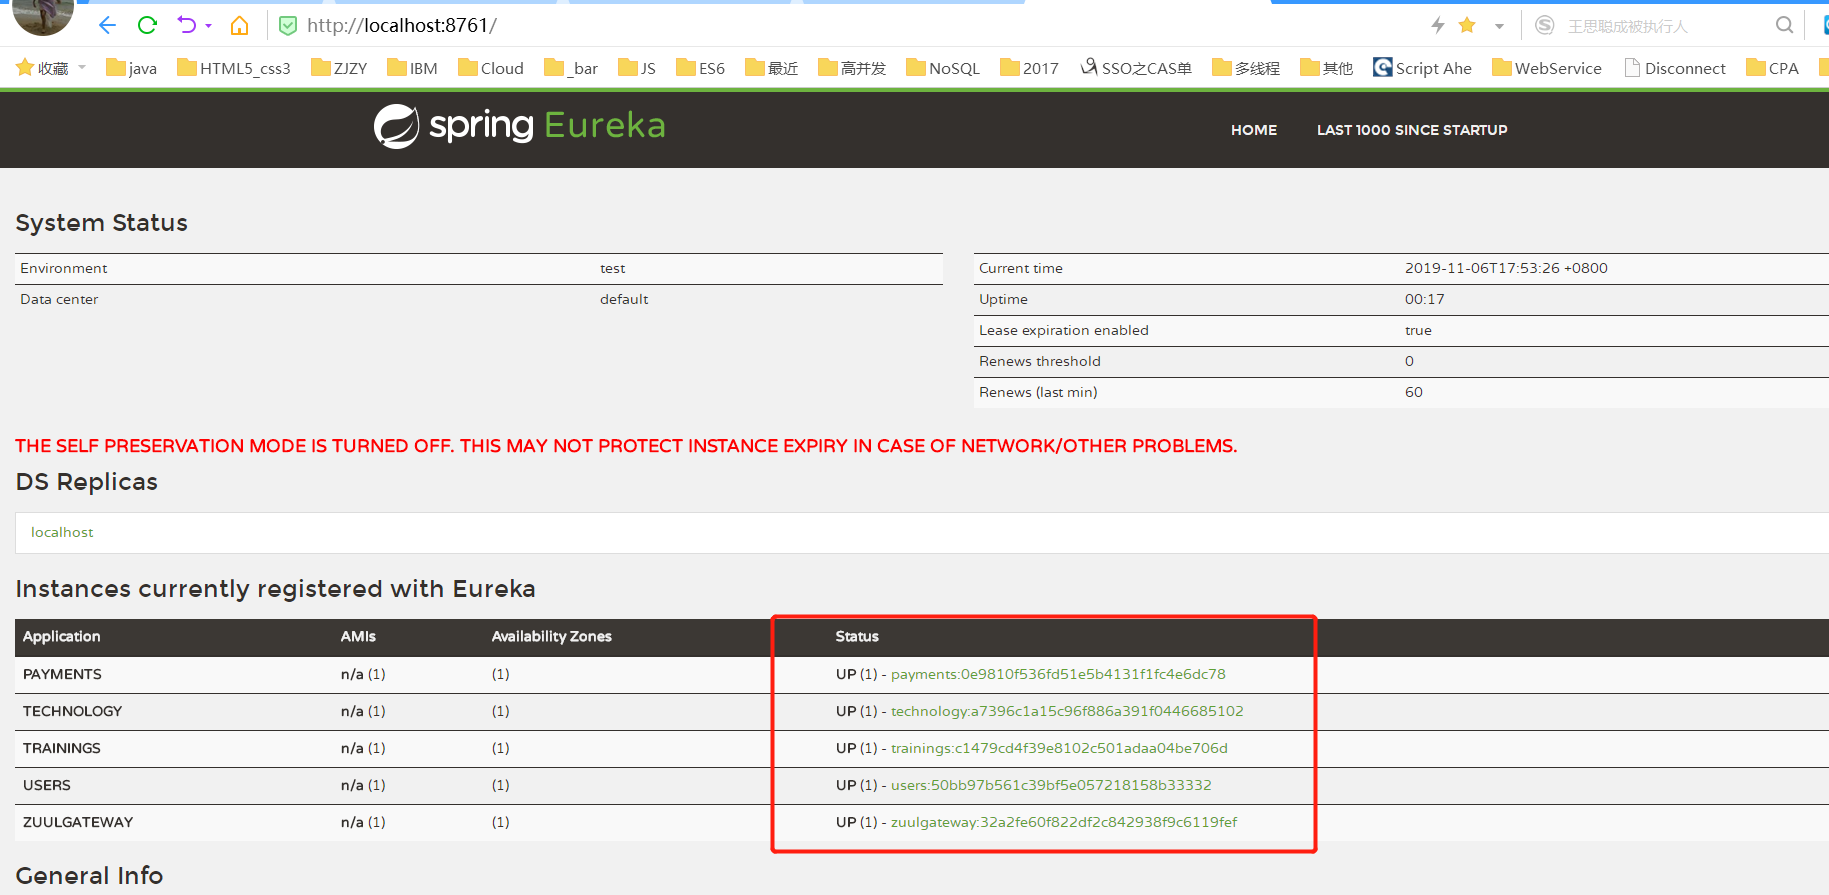 http://localhost:8761/
王思聪成被执行人
收藏 java HTML5_css3 ZJZY IBM Cloud _bar JS ES6 最近 高并发 NoSQL 2017 SSO之CAS单 多线程 其他 Script Ahe WebService Disconnect CPA
spring Eureka
HOME LAST 1000 SINCE STARTUP
System Status
Environment test
Data center default
Current time 2019-11-06T17:53:26 +0800
Uptime 00:17
Lease expiration enabled true
Renews threshold 0
Renews (last min) 60
THE SELF PRESERVATION MODE IS TURNED OFF. THIS MAY NOT PROTECT INSTANCE EXPIRY IN CASE OF NETWORK/OTHER PROBLEMS.
DS Replicas
localhost
Instances currently registered with Eureka
Application AMIs Availability Zones Status
PAYMENTS n/a (1) (1) UP (1) - payments:0e9810f536fd51e5b4131f1fc4e6dc78
TECHNOLOGY n/a (1) (1) UP (1) - technology:a7396c1a15c96f886a391f0446685102
TRAININGS n/a (1) (1) UP (1) - trainings:c1479cd4f39e8102c501adaa04be706d
USERS n/a (1) (1) UP (1) - users:50bb97b561c39bf5e057218158b33332
ZUULGATEWAY n/a (1) (1) UP (1) - zuulgateway:32a2fe60f822df2c842938f9c6119fef
General Info